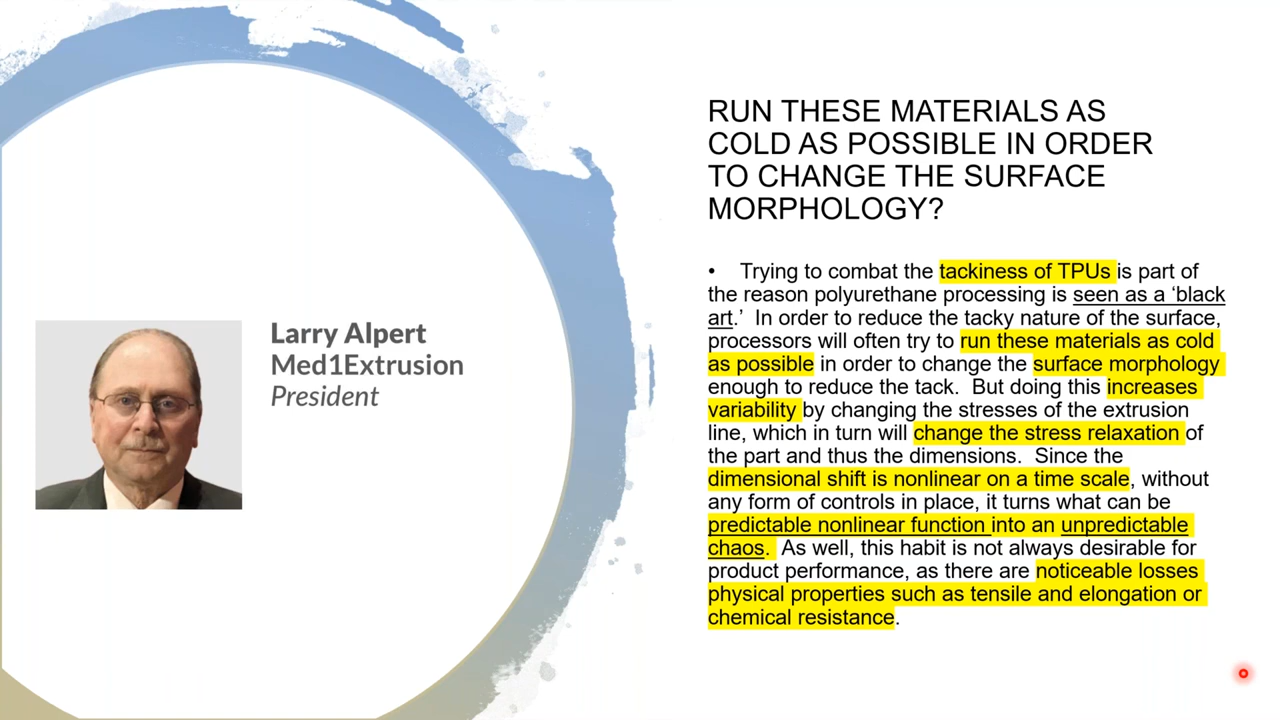 RUN THESE MATERIALS AS
COLD AS POSSIBLE IN ORDER
TO CHANGE THE SURFACE
MORPHOLOGY?
• Trying to combat the tackiness of TPUs is part of
the reason polyurethane processing is seen as a ‘black
art.’ In order to reduce the tacky nature of the surface,
processors will often try to run these materials as cold
as possible in order to change the surface morphology
enough to reduce the tack. But doing this increases
variability by changing the stresses of the extrusion
line, which in turn will change the stress relaxation of
the part and thus the dimensions. Since the
dimensional shift is nonlinear on a time scale, without
any form of controls in place, it turns what can be
predictable nonlinear function into an unpredictable
chaos. As well, this habit is not always desirable for
product performance, as there are noticeable losses
physical properties such as tensile and elongation or
chemical resistance.
Larry Alpert
Med1Extrusion
President